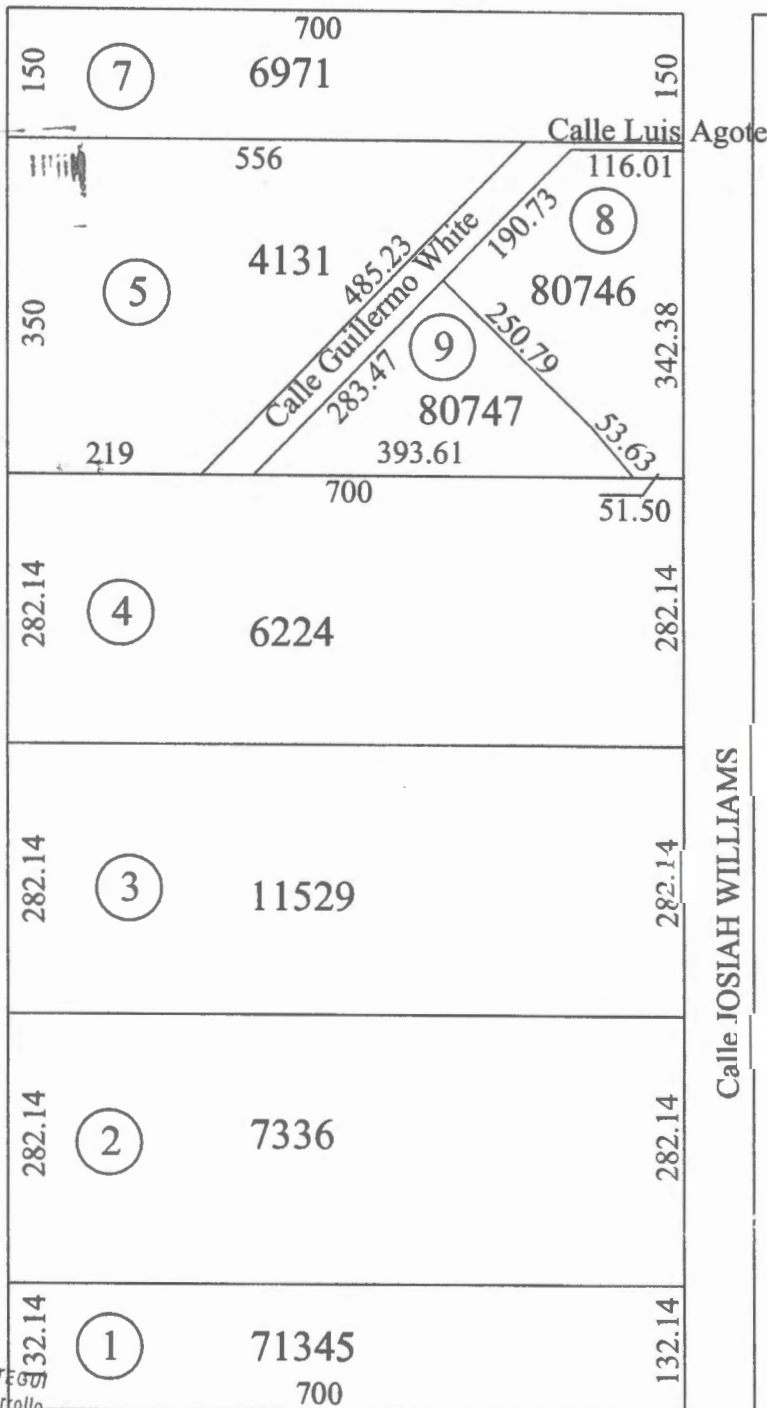 700
150 7 6971 150
Calle Luis Agote
556 116.01
8
190.73
4131 485.23 80746
5 Calle Guillermo White
350 250.79 342.38
9
283.47
80747
53.63
219 393.61
700
51.50
282.14 4 6224 282.14
282.14 3 11529 282.14
Calle JOSIAH WILLIAMS
282.14 2 7336 282.14
132.14 1 71345 132.14
700